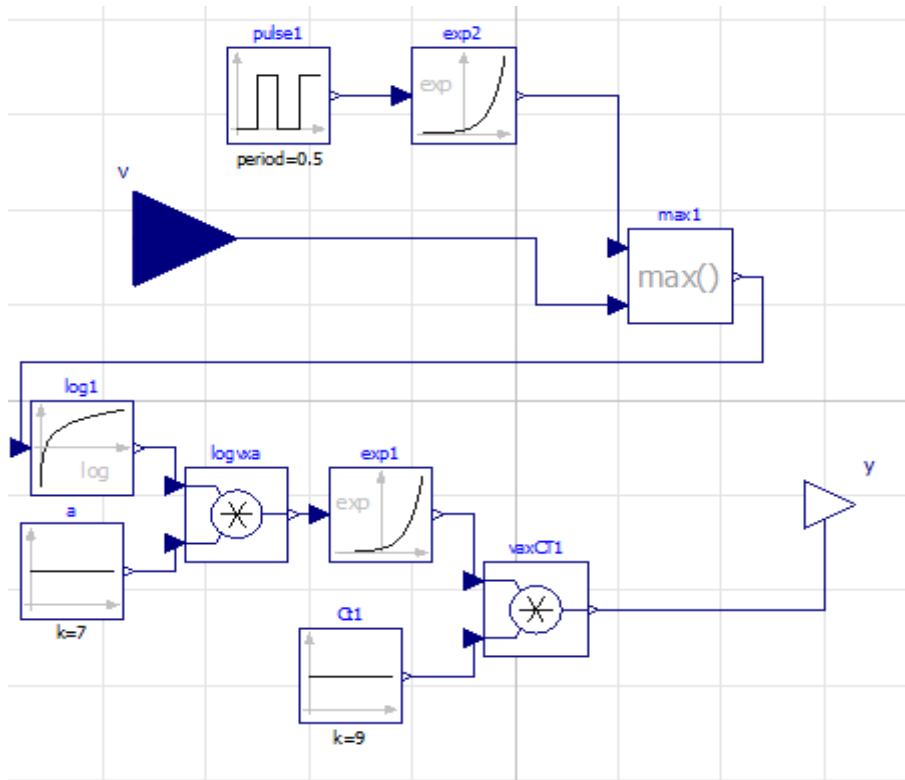 pulse1
exp2
exp
period=0.5
v
max1
max()
log1
log
logvxa
exp1
exp
y
a
k=7
vaxCT1
Ct1
k=9